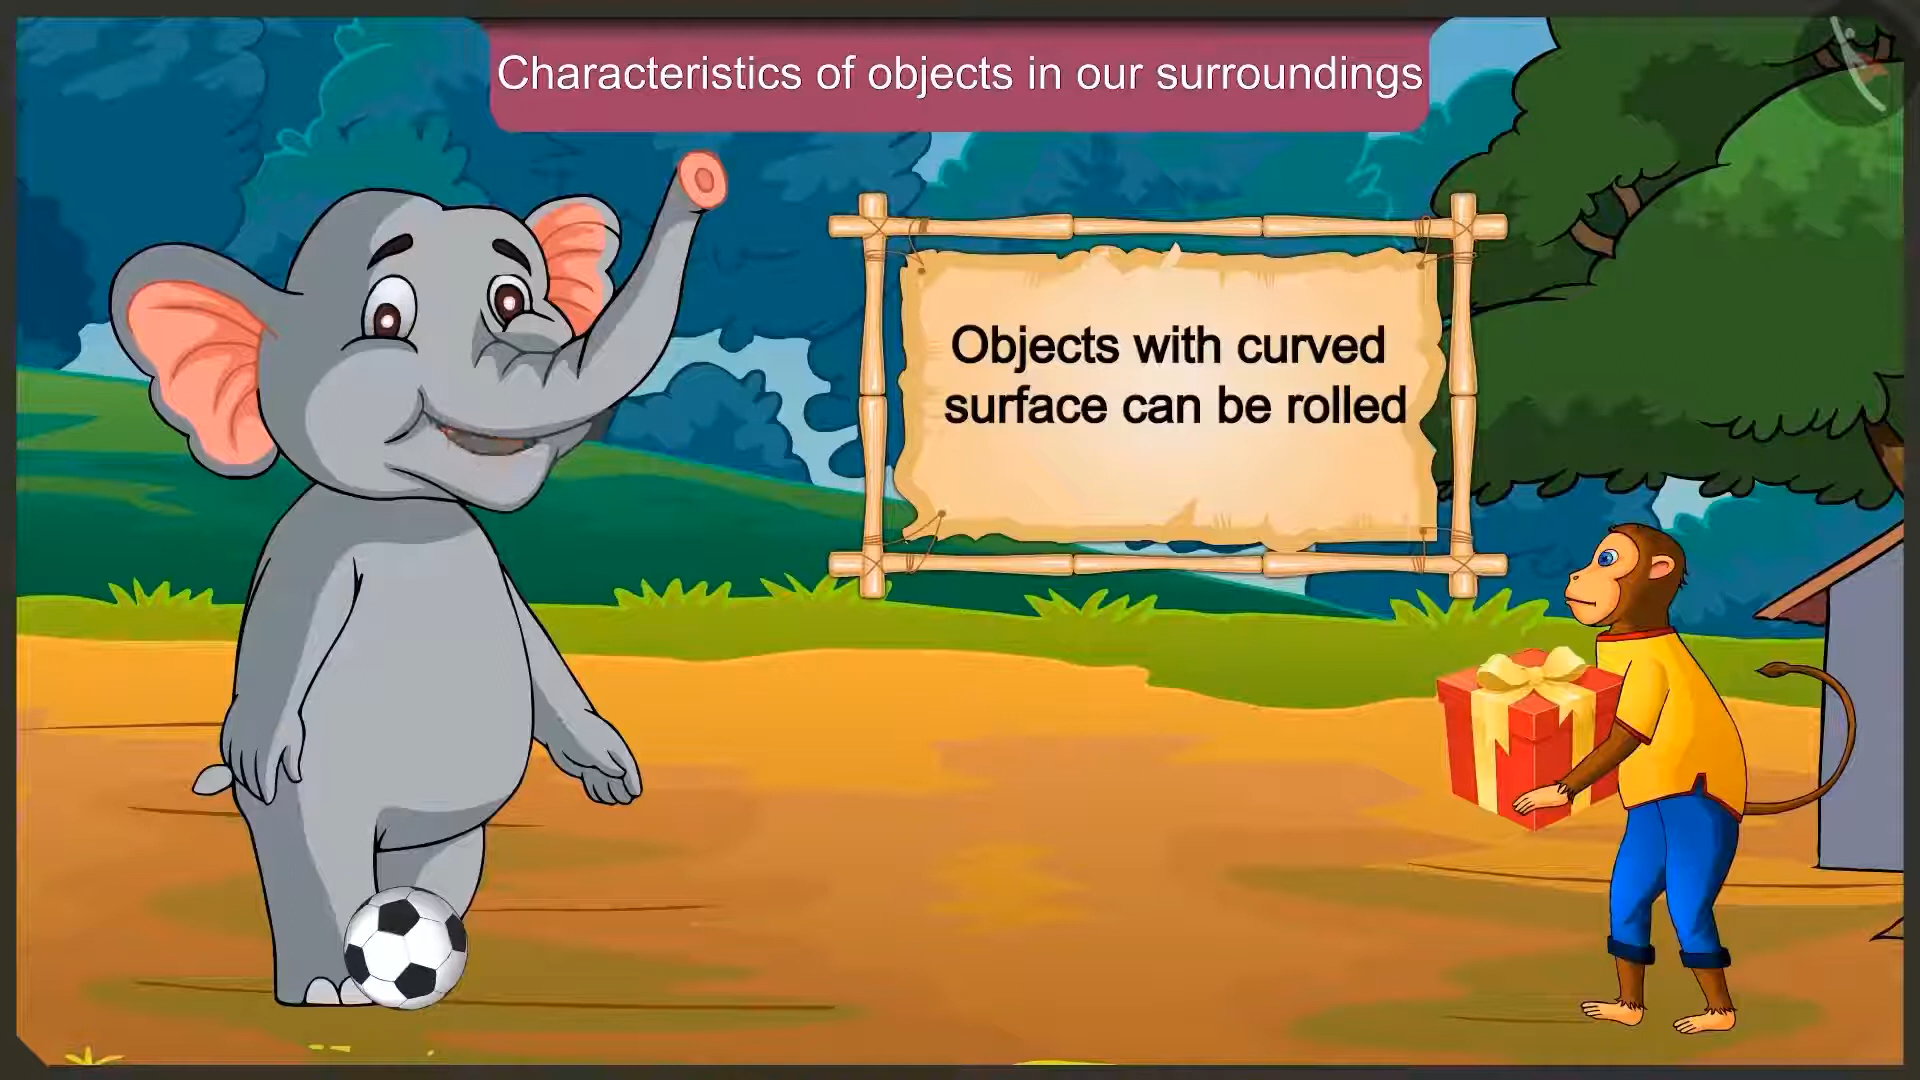 Characteristics of objects in our surroundings
Objects with curved
surface can be rolled